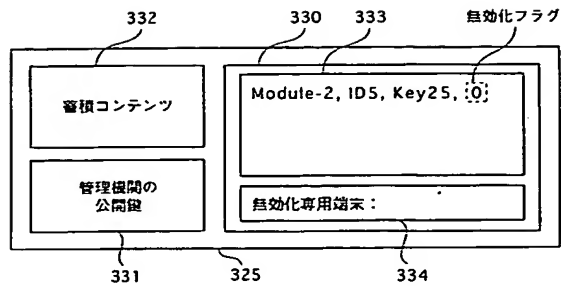 332
330
333
無効化フラグ
蓄積コンテンツ
Module-2, ID5, Key25, 0
管理機関の
公開鍵
無効化専用端末：
331
325
334